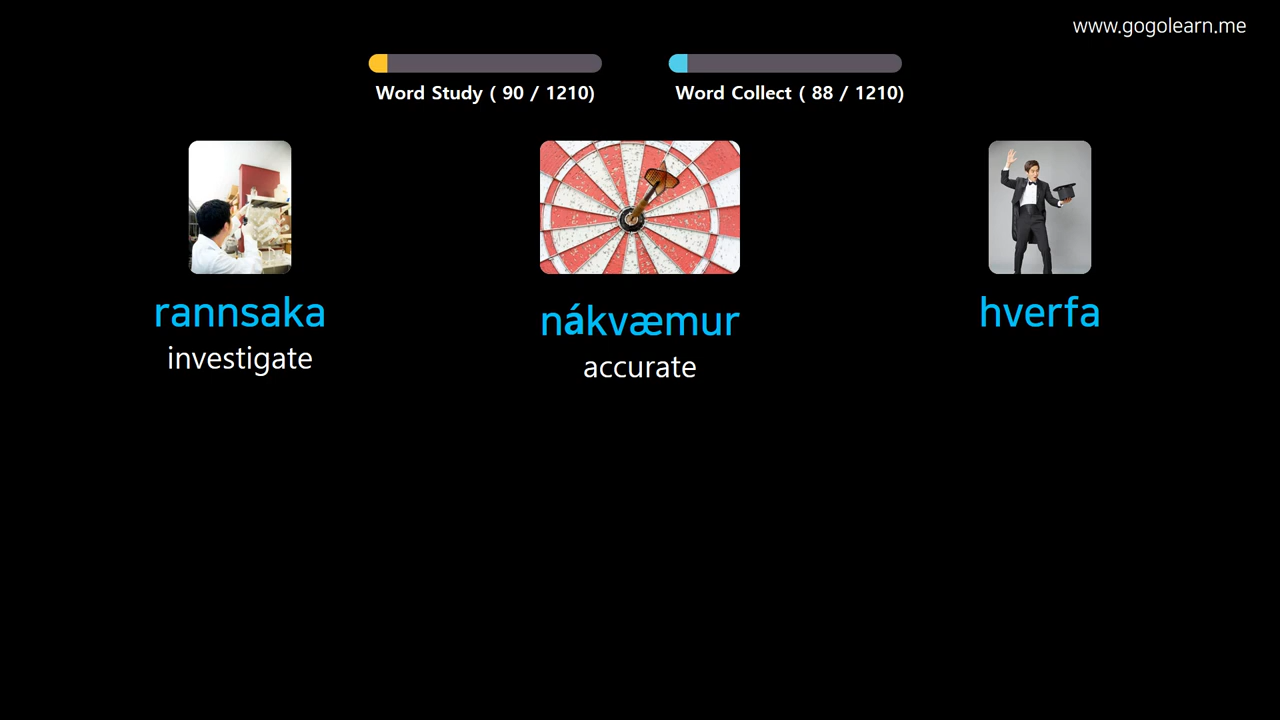 www.gogolearn.me
Word Study ( 90 / 1210)
Word Collect ( 88 / 1210)
rannsaka
investigate
nákvæmur
accurate
hverfa